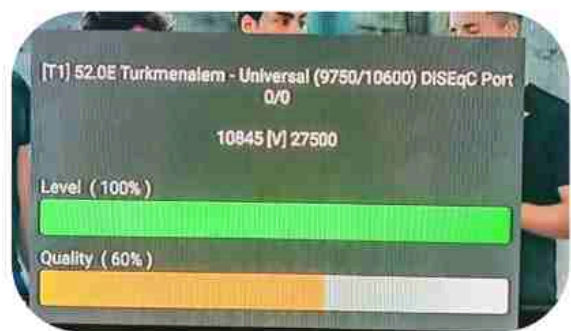 [T1] 52.0E Turkmenalem - Universal (9750/10600) DiSEqC Port
0/0
10845 [V] 27500
Level ( 100% )
Quality ( 60% )